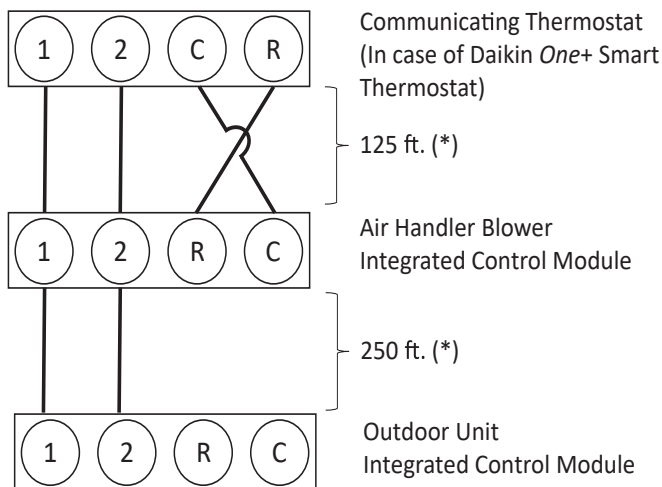 1 2 C R
Communicating Thermostat
(In case of Daikin One+ Smart
Thermostat)
125 ft. (*)
1 2 R C
Air Handler Blower
Integrated Control Module
250 ft. (*)
1 2 R C
Outdoor Unit
Integrated Control Module